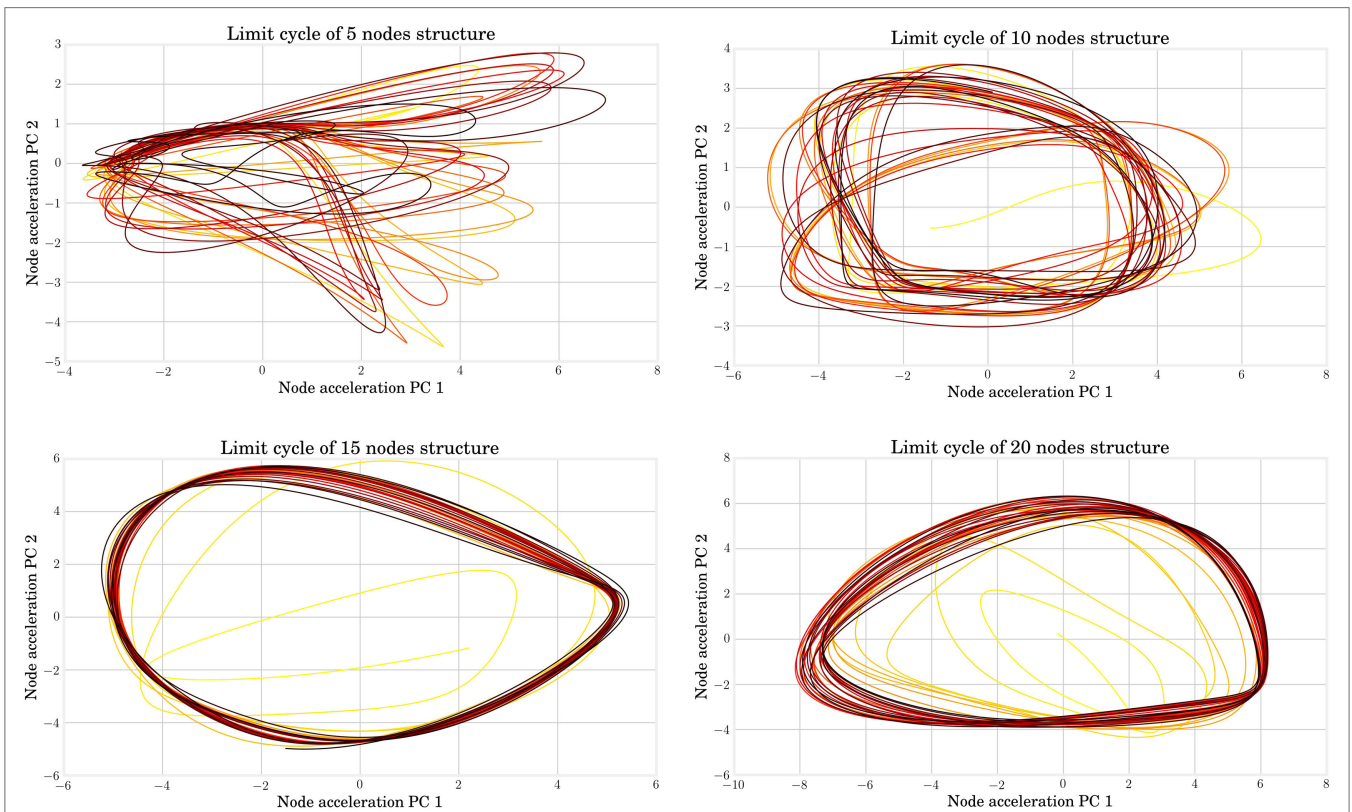 Limit cycle of 5 nodes structure
3
2
1
0
−1
−2
−3
−4
−5
Node acceleration PC 2
−4 −2 0 2 4 6 8
Node acceleration PC 1
Limit cycle of 10 nodes structure
4
3
2
1
0
−1
−2
−3
−4
Node acceleration PC 2
−6 −4 −2 0 2 4 6 8
Node acceleration PC 1
Limit cycle of 15 nodes structure
6
4
2
0
−2
−4
−6
Node acceleration PC 2
−6 −4 −2 0 2 4 6
Node acceleration PC 1
Limit cycle of 20 nodes structure
8
6
4
2
0
−2
−4
−6
Node acceleration PC 2
−10 −8 −6 −4 −2 0 2 4 6 8
Node acceleration PC 1